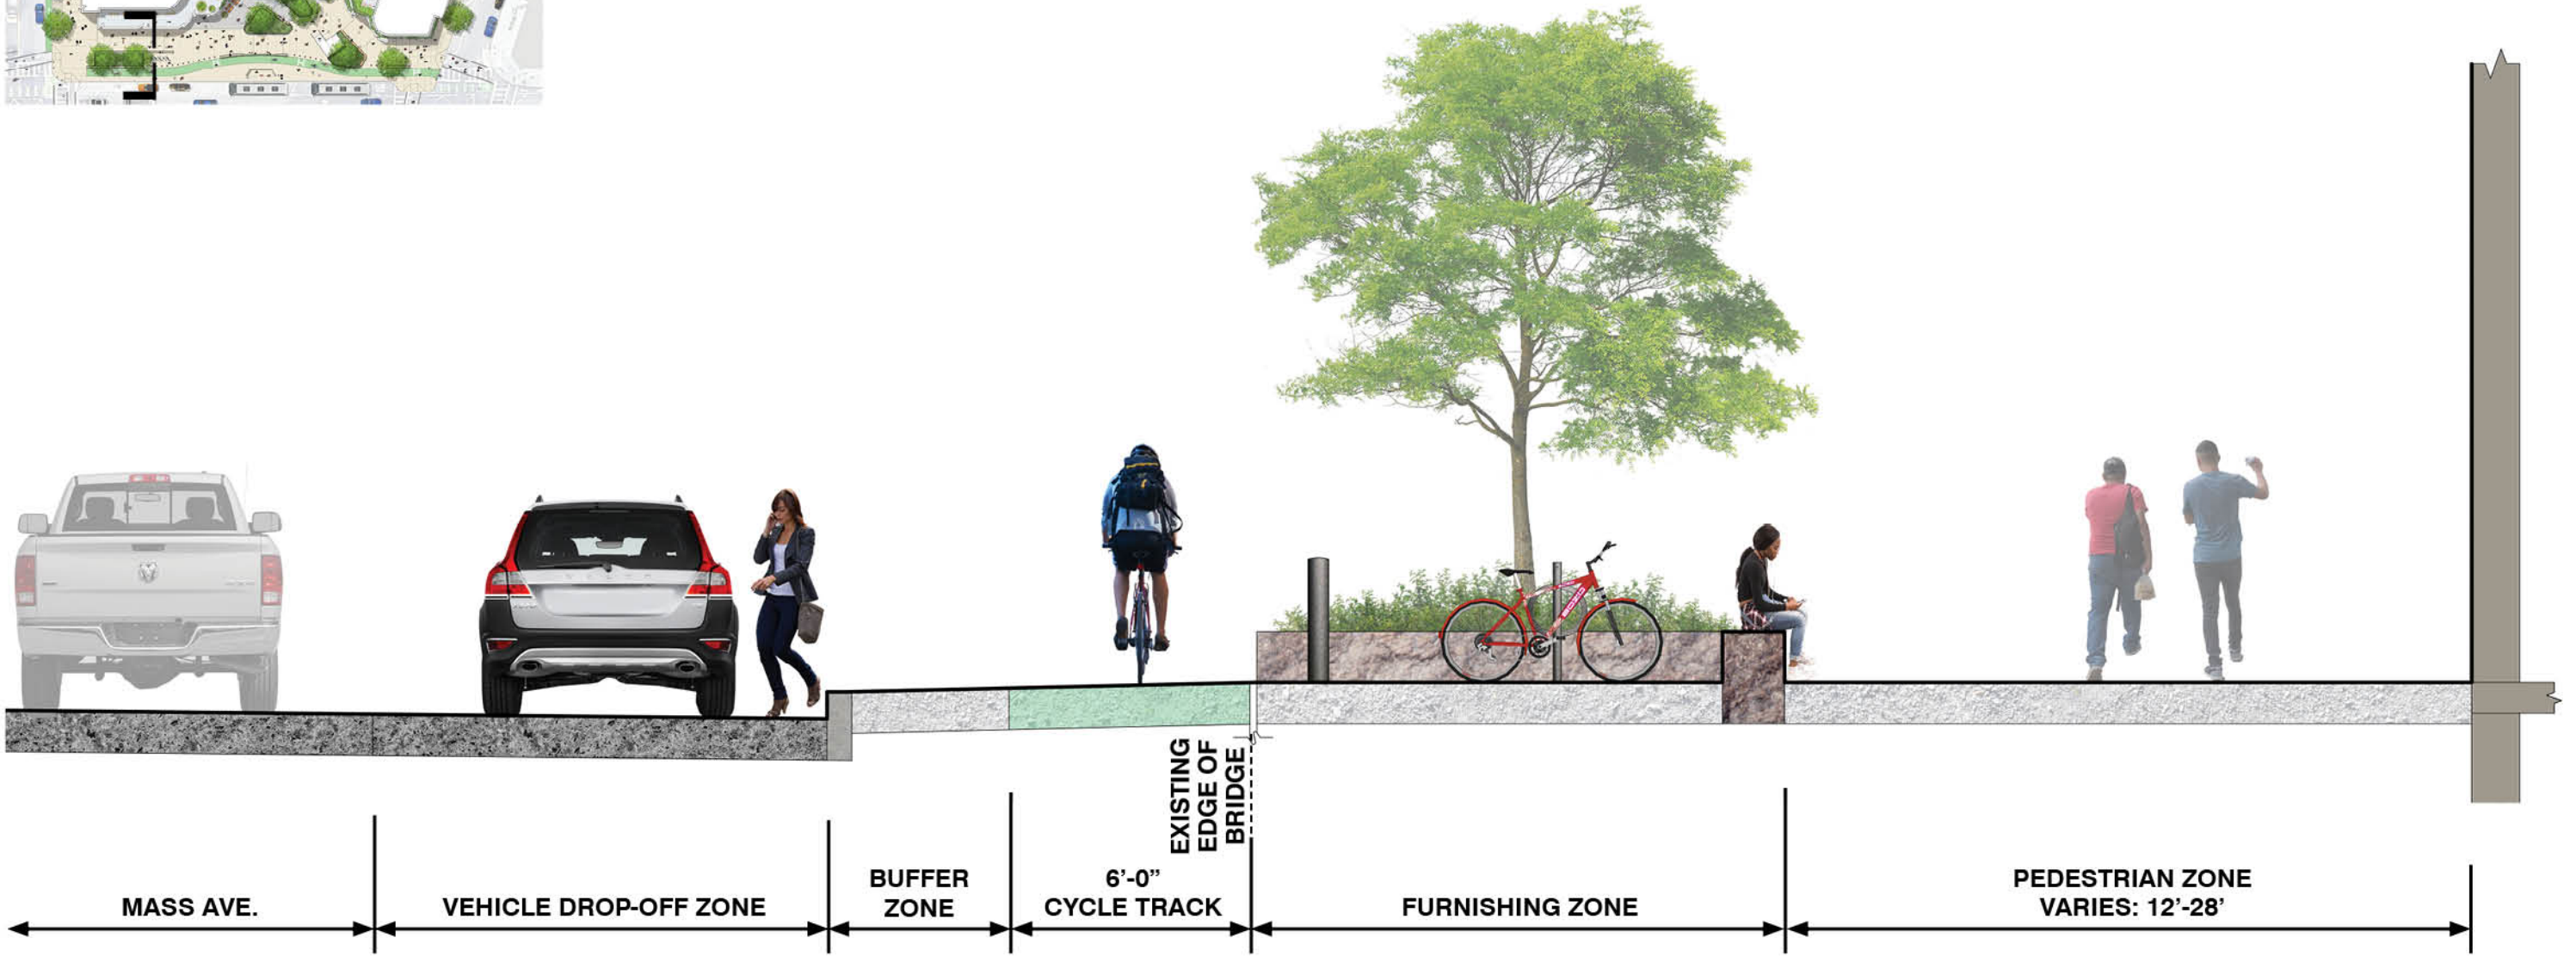 EXISTING
EDGE OF
BRIDGE
MASS AVE.
VEHICLE DROP-OFF ZONE
BUFFER
ZONE
6’-0”
CYCLE TRACK
FURNISHING ZONE
PEDESTRIAN ZONE
VARIES: 12’-28’